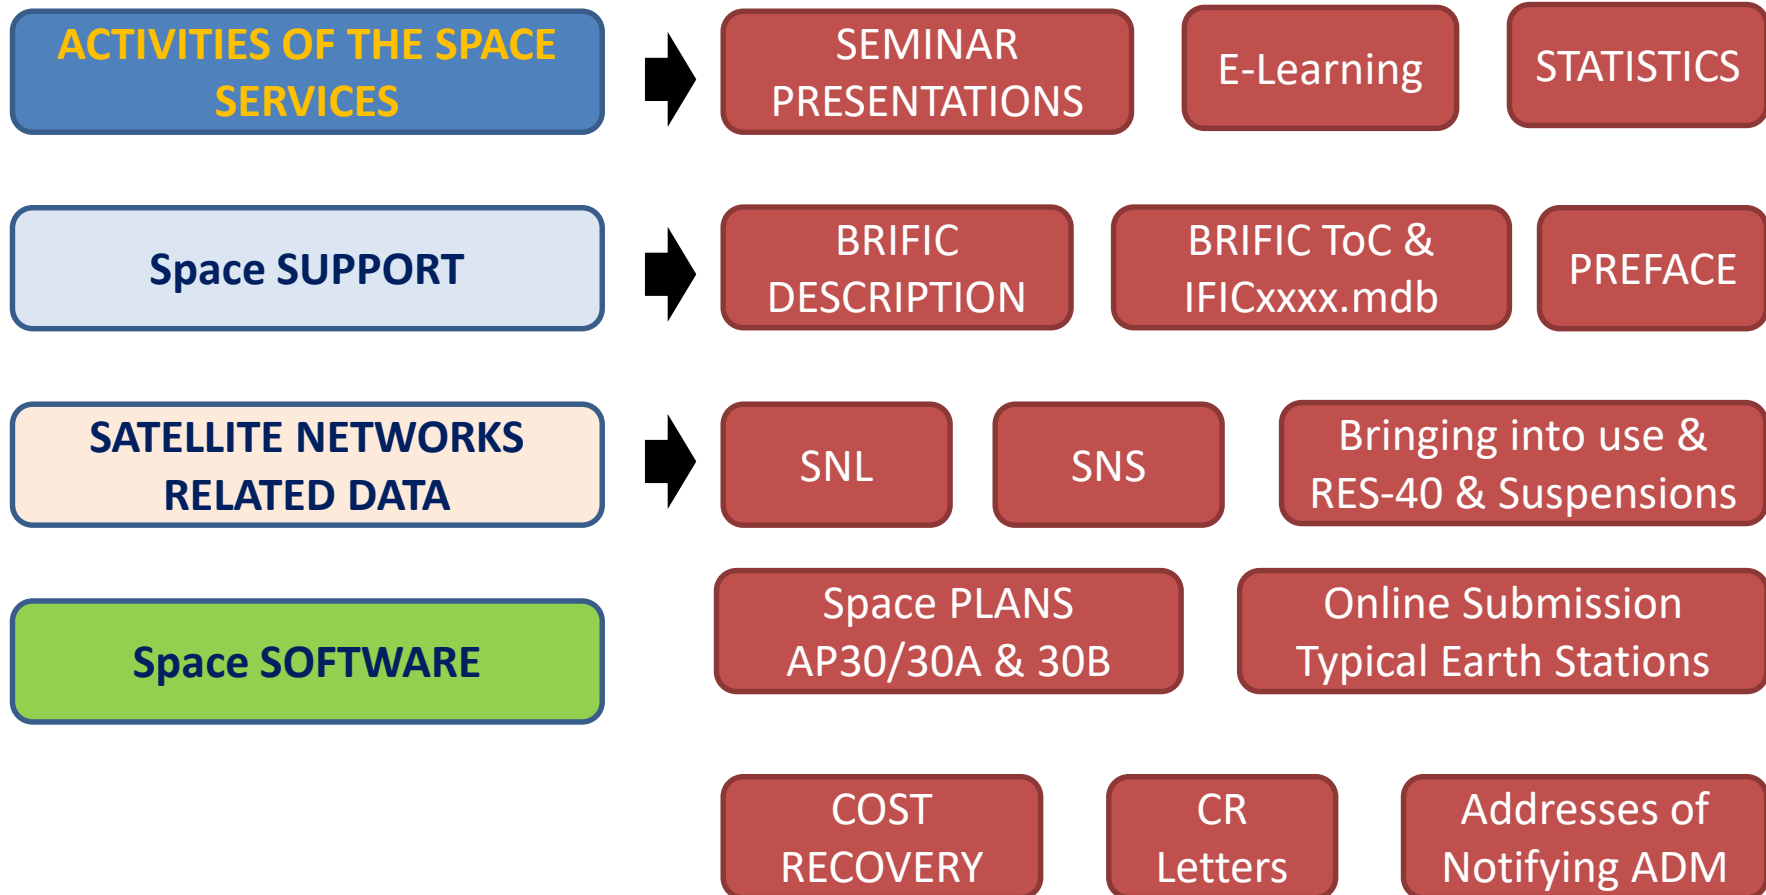 ACTIVITIES OF THE SPACE
SERVICES
SEMINAR
PRESENTATIONS
E-Learning
STATISTICS
Space SUPPORT
BRIFIC
DESCRIPTION
BRIFIC ToC &
IFICxxxx.mdb
PREFACE
SATELLITE NETWORKS
RELATED DATA
SNL
SNS
Bringing into use &
RES-40 & Suspensions
Space SOFTWARE
Space PLANS
AP30/30A & 30B
Online Submission
Typical Earth Stations
COST
RECOVERY
CR
Letters
Addresses of
Notifying ADM